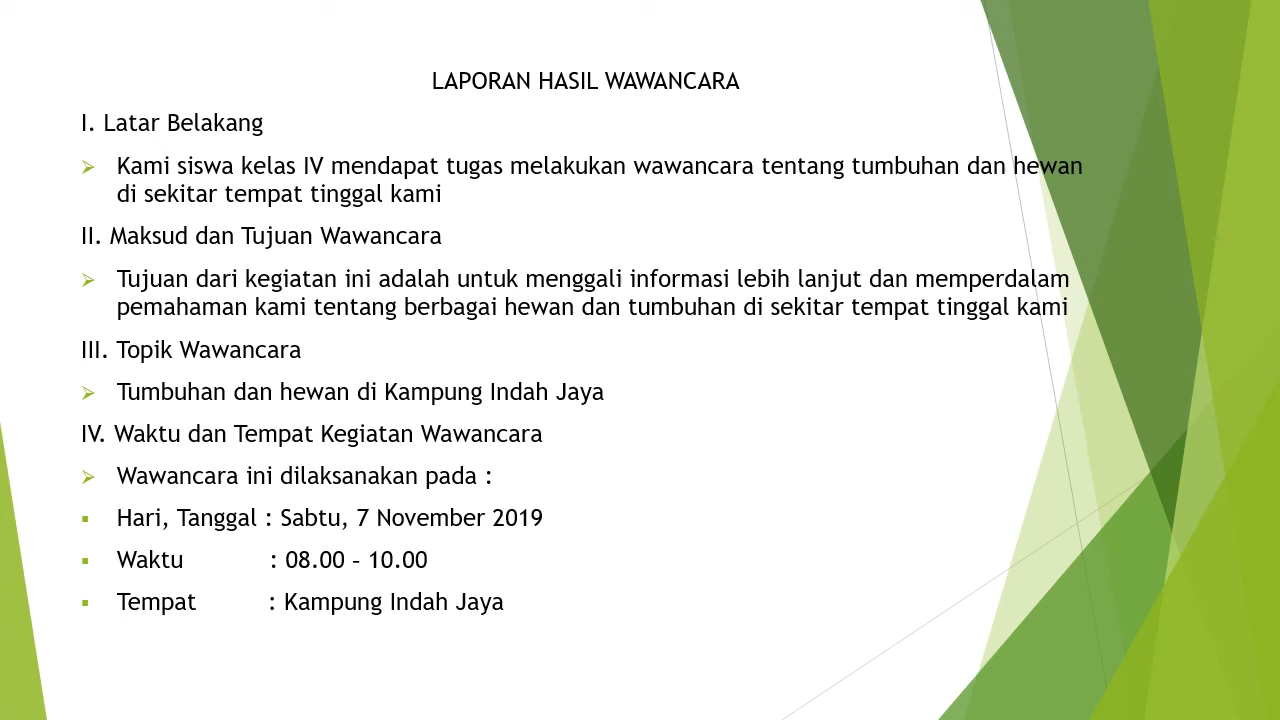 LAPORAN HASIL WAWANCARA
I. Latar Belakang
Kami siswa kelas IV mendapat tugas melakukan wawancara tentang tumbuhan dan hewan
di sekitar tempat tinggal kami
II. Maksud dan Tujuan Wawancara
Tujuan dari kegiatan ini adalah untuk menggali informasi lebih lanjut dan memperdalam
pemahaman kami tentang berbagai hewan dan tumbuhan di sekitar tempat tinggal kami
III. Topik Wawancara
Tumbuhan dan hewan di Kampung Indah Jaya
IV. Waktu dan Tempat Kegiatan Wawancara
Wawancara ini dilaksanakan pada :
Hari, Tanggal : Sabtu, 7 November 2019
Waktu : 08.00 – 10.00
Tempat : Kampung Indah Jaya